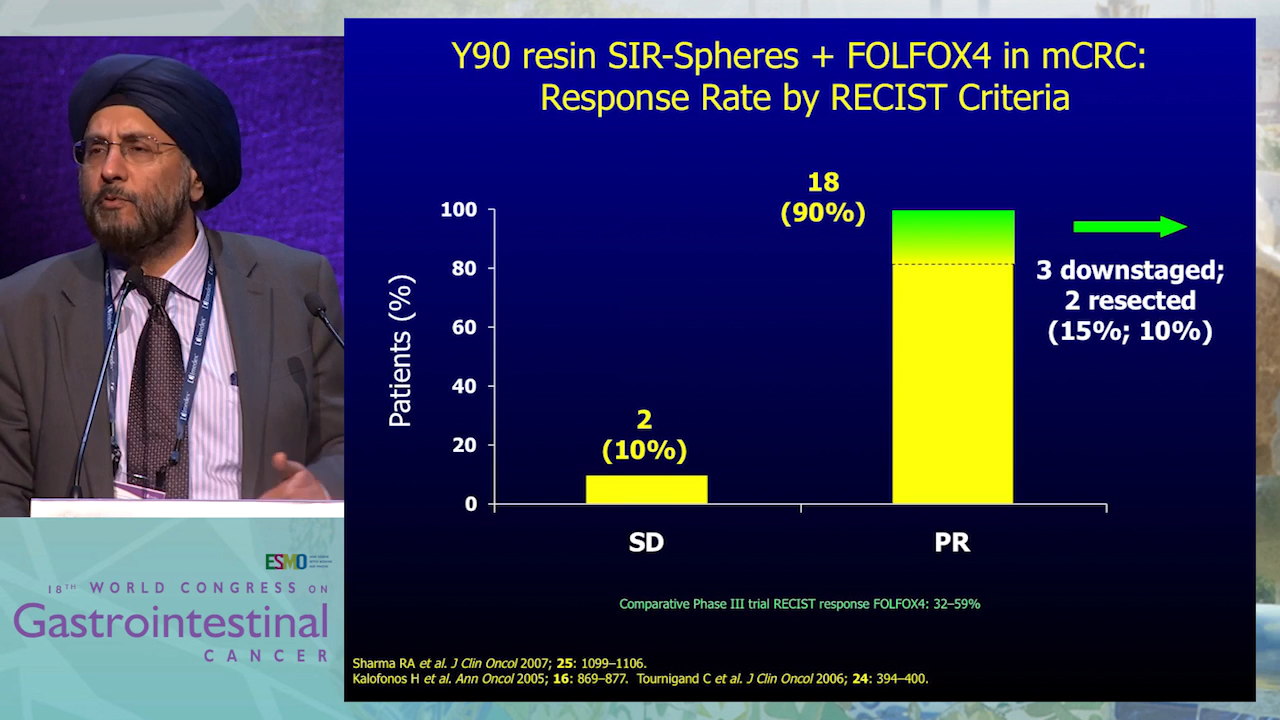 Y90 resin SIR-Spheres + FOLFOX4 in mCRC:
Response Rate by RECIST Criteria
18
(90%)
100
80
60
40
20
0
Patients (%)
2
(10%)
3 downstaged;
2 resected
(15%; 10%)
SD
PR
Comparative Phase III trial RECIST response FOLFOX4: 32–59%
Sharma RA et al. J Clin Oncol 2007; 25: 1099–1106.
Kalofonos H et al. Ann Oncol 2005; 16: 869–877. Tournigand C et al. J Clin Oncol 2006; 24: 394–400.
ESMO
18TH WORLD CONGRESS ON
Gastrointestinal
CANCER